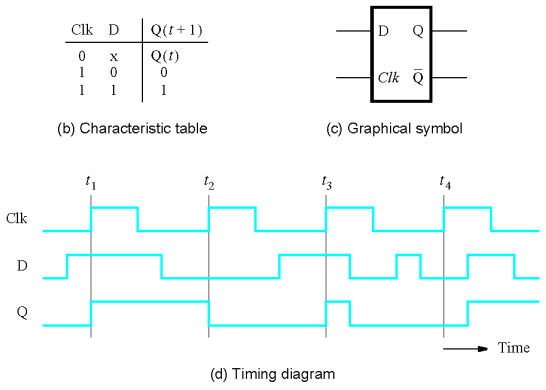 Clk D Q(t + 1)
0 x Q(t)
1 0 0
1 1 1
(b) Characteristic table
D Q
Clk Q̅
(c) Graphical symbol
t1 t2 t3 t4
Clk
D
Q
Time
(d) Timing diagram